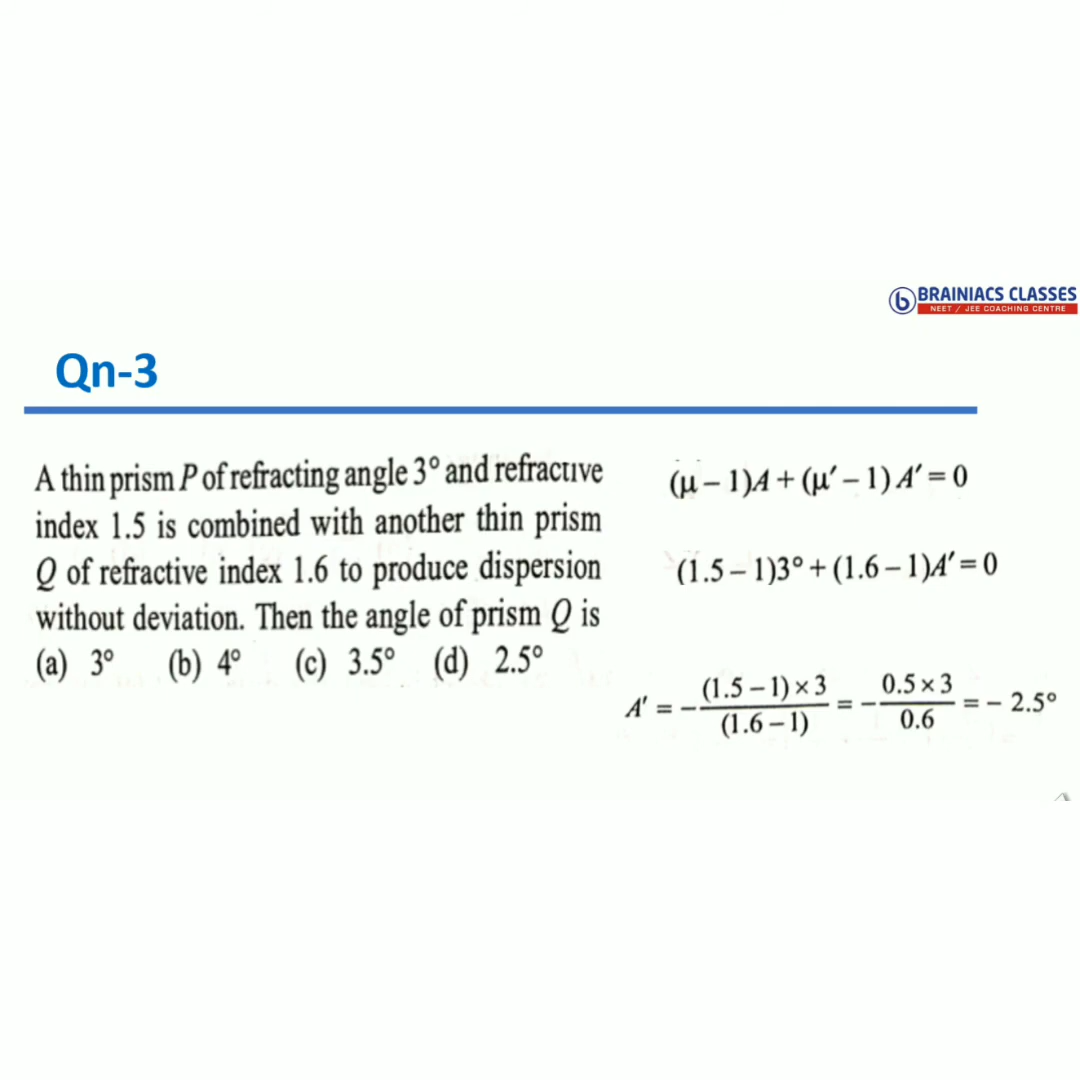 BRAINIACS CLASSES
NEET / JEE COACHING CENTRE
Qn-3
A thin prism P of refracting angle 3° and refractive
index 1.5 is combined with another thin prism
Q of refractive index 1.6 to produce dispersion
without deviation. Then the angle of prism Q is
(a) 3° (b) 4° (c) 3.5° (d) 2.5°
(μ – 1)A + (μ′ – 1) A′ = 0
(1.5 – 1)3° + (1.6 – 1)A′ = 0
A′ = – (1.5 – 1) × 3 / (1.6 – 1) = – 0.5 × 3 / 0.6 = – 2.5°